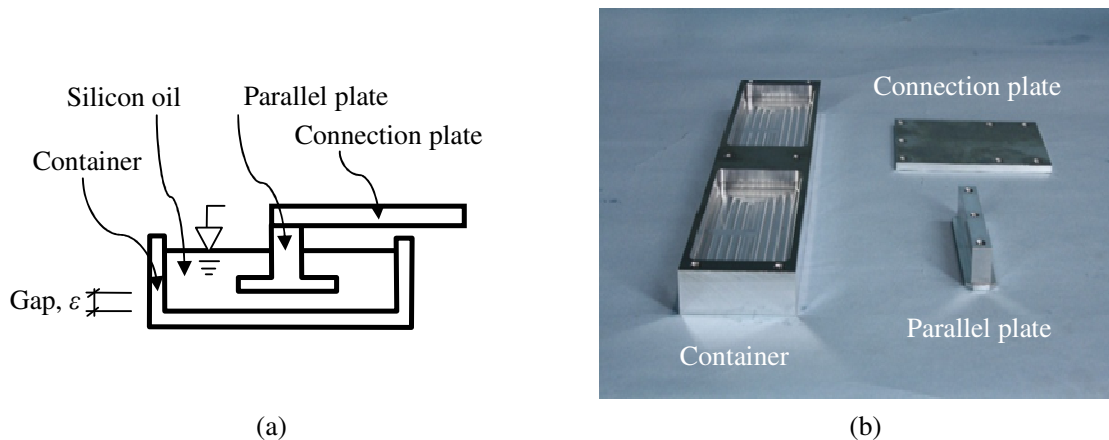 Silicon oil
Parallel plate
Connection plate
Container
Gap, ε
(a)
Connection plate
Parallel plate
Container
(b)